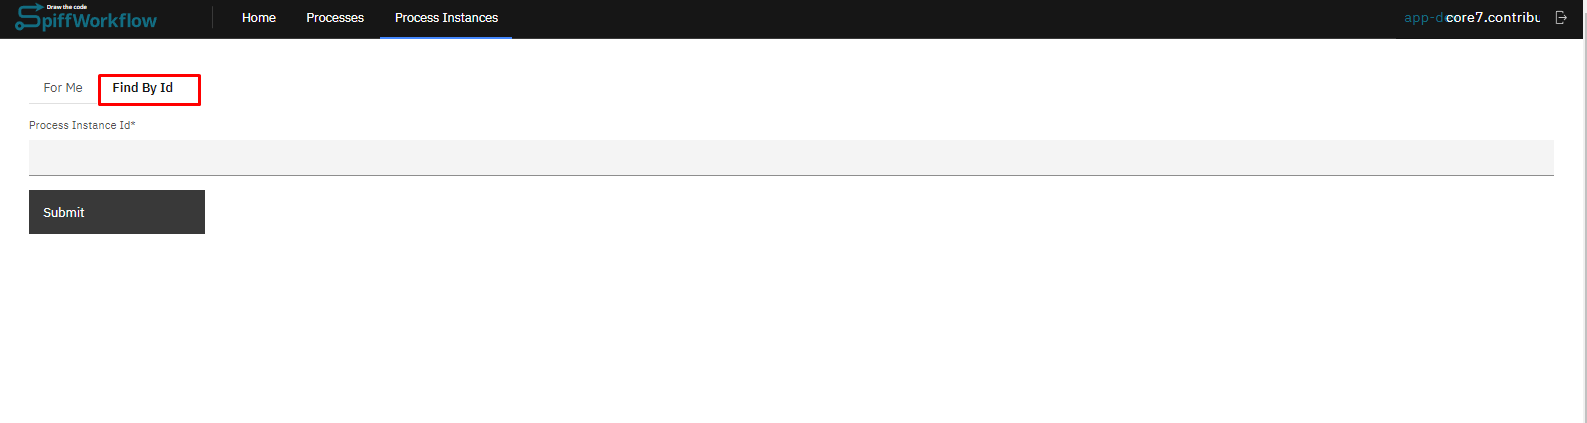 Draw the code
SpiffWorkflow
Home Processes Process Instances
core7.contribu
For Me Find By Id
Process Instance Id*
Submit